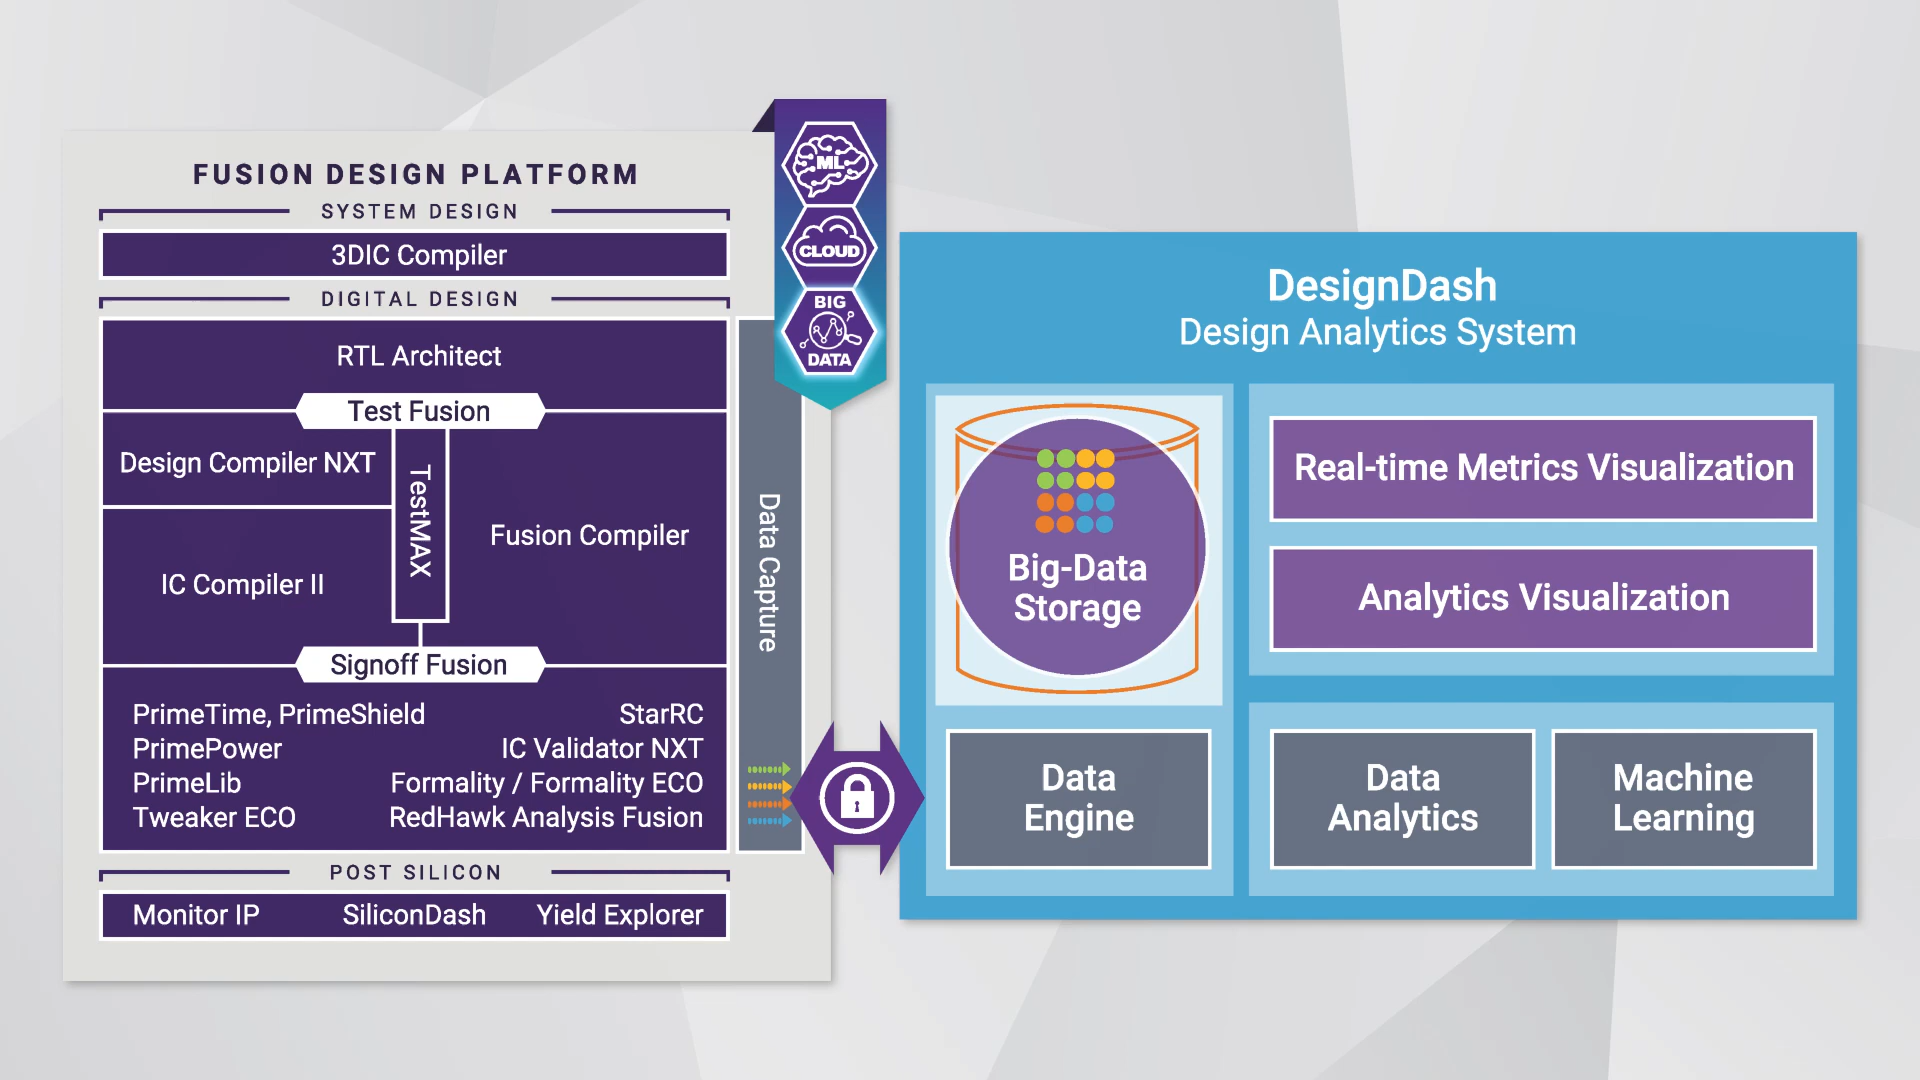 FUSION DESIGN PLATFORM
SYSTEM DESIGN
3DIC Compiler
DIGITAL DESIGN
RTL Architect
Test Fusion
Design Compiler NXT
TestMAX
Fusion Compiler
IC Compiler II
Signoff Fusion
PrimeTime, PrimeShield
StarRC
PrimePower
IC Validator NXT
PrimeLib
Formality / Formality ECO
Tweaker ECO
RedHawk Analysis Fusion
POST SILICON
Monitor IP
SiliconDash
Yield Explorer
Data Capture
ML
CLOUD
BIG
DATA
DesignDash
Design Analytics System
Big-Data
Storage
Real-time Metrics Visualization
Analytics Visualization
Data
Engine
Data
Analytics
Machine
Learning